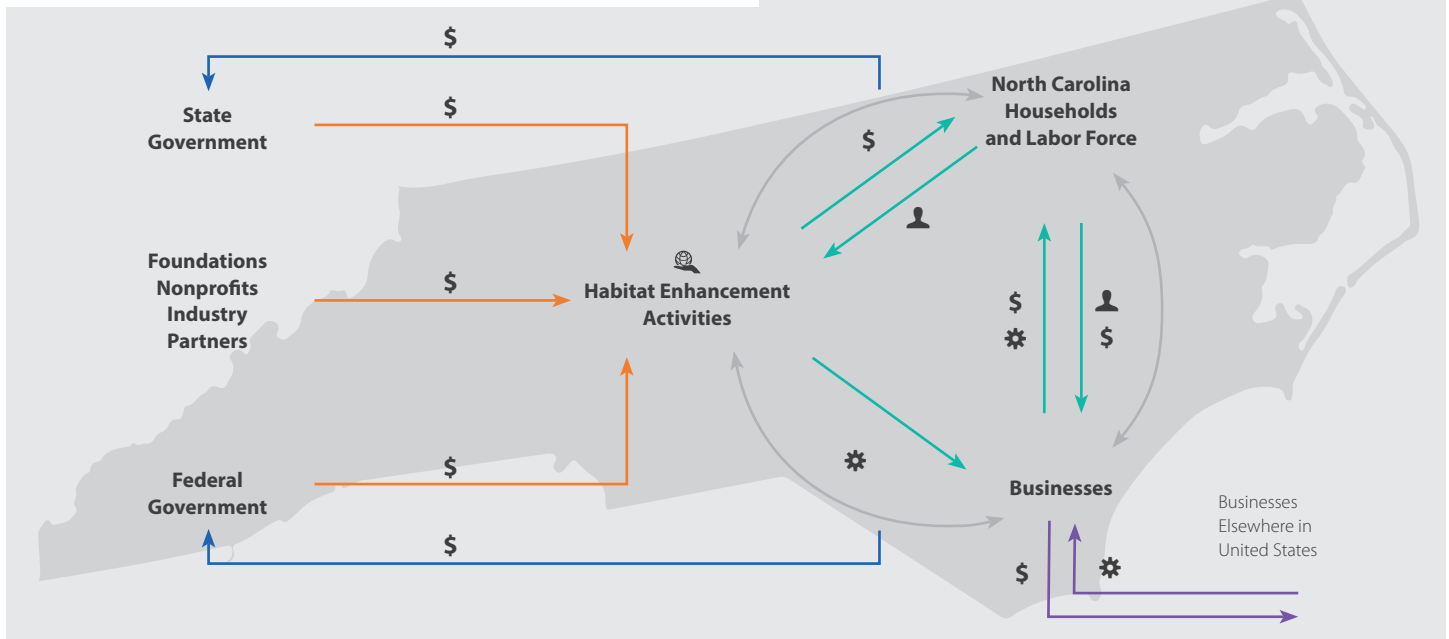 $
State
Government
$
North Carolina
Households
and Labor Force
$
Foundations
Nonprofits
Industry
Partners
$
Habitat Enhancement
Activities
$
$
Federal
Government
$
$
Businesses
$
Businesses
Elsewhere in
United States